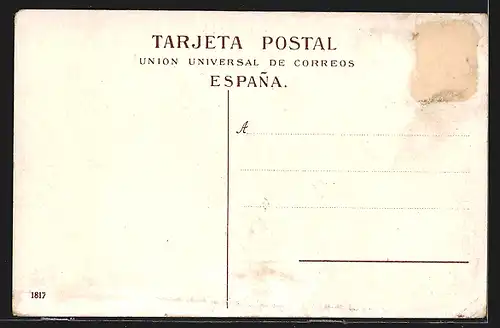 TARJETA POSTAL
UNION UNIVERSAL DE CORREOS
ESPAÑA.
A
1817